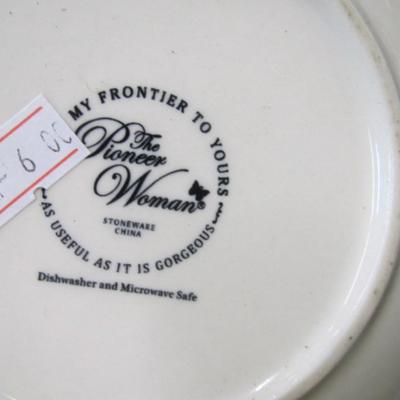 MY FRONTIER TO YOURS
The
Pioneer
Woman®
STONEWARE
CHINA
AS USEFUL AS IT IS GORGEOUS
Dishwasher and Microwave Safe
6 00